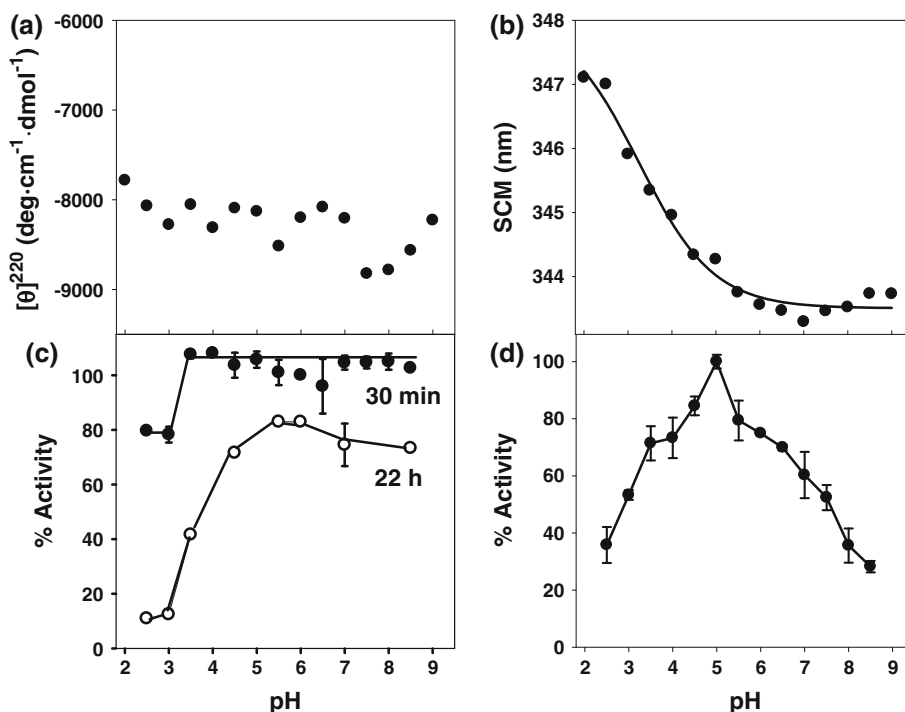 (a)
-6000
-7000
-8000
-9000
[θ]²²⁰ (deg·cm⁻¹·dmol⁻¹)
(b)
348
347
346
345
344
SCM (nm)
(c)
100
80
60
40
20
0
% Activity
30 min
22 h
2 3 4 5 6 7 8 9
pH
(d)
100
80
60
40
20
0
% Activity
2 3 4 5 6 7 8 9
pH